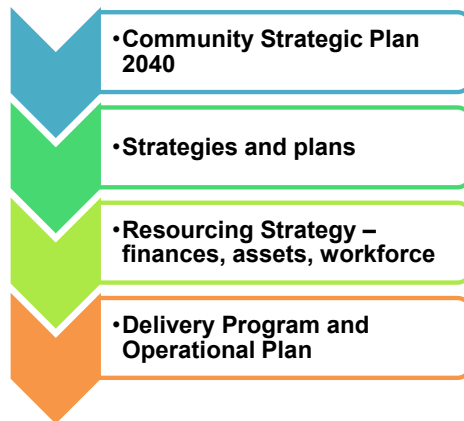 •Community Strategic Plan
2040
•Strategies and plans
•Resourcing Strategy –
finances, assets, workforce
•Delivery Program and
Operational Plan